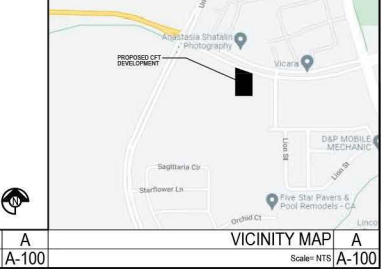 Anastasia Shatalin
Photography
PROPOSED CFT
DEVELOPMENT
Vicara
D&P MOBILE
MECHANIC
Lion St
Lion St
Sagittaria Cir
Starflower Ln
Five Star Pavers &
Pool Remodels - CA
Orchid Ct
Linco
N
A
A-100
VICINITY MAP
Scale= NTS
A
A-100